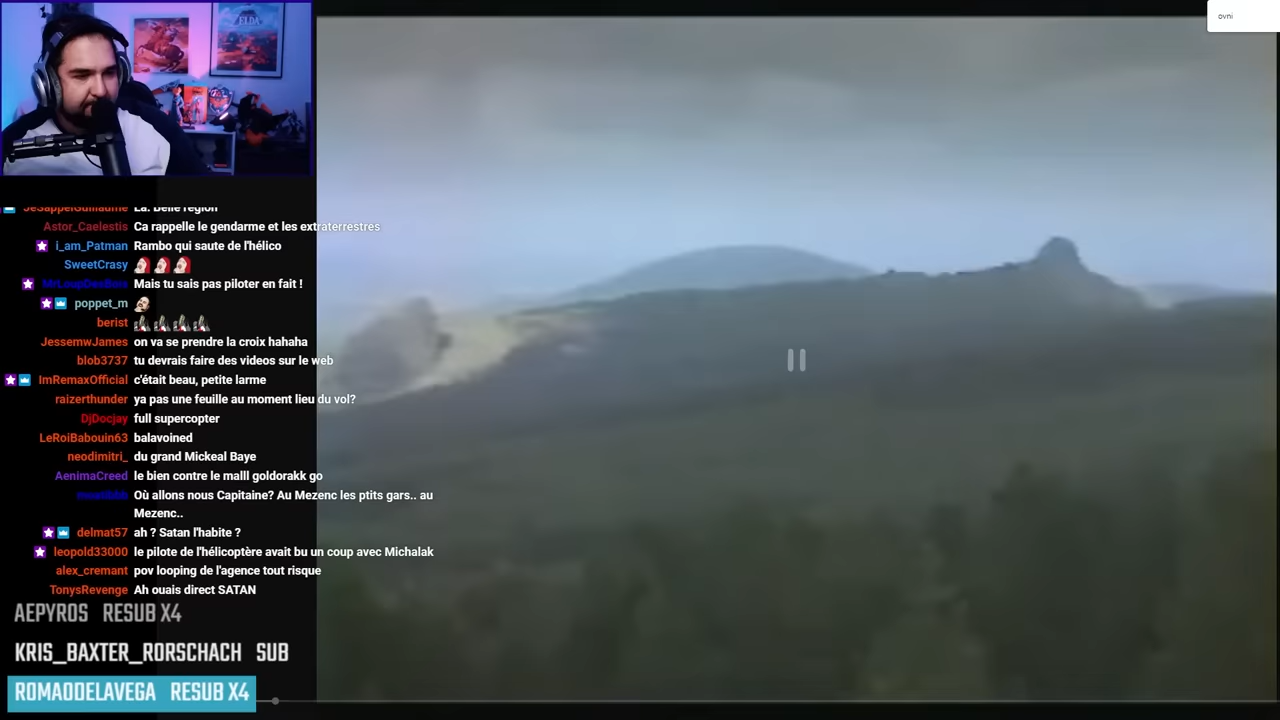 ovni
ZELDA
JeSappelGuillaume La. Belle région
Astor_Caelestis Ca rappelle le gendarme et les extraterrestres
i_am_Patman Rambo qui saute de l'hélico
SweetCrasy
MrLoupDesBois Mais tu sais pas piloter en fait !
poppet_m
berist
JessemwJames on va se prendre la croix hahaha
blob3737 tu devrais faire des videos sur le web
ImRemaxOfficial c'était beau, petite larme
raizerthunder ya pas une feuille au moment lieu du vol?
DjDocjay full supercopter
LeRoiBabouin63 balavoined
neodimitri_ du grand Mickeal Baye
AenimaCreed le bien contre le malll goldorakk go
Où allons nous Capitaine? Au Mezenc les ptits gars.. au
Mezenc..
delmat57 ah ? Satan l'habite ?
leopold33000 le pilote de l'hélicoptère avait bu un coup avec Michalak
alex_cremant pov looping de l'agence tout risque
TonysRevenge Ah ouais direct SATAN
AEPYROS RESUB X4
KRIS_BAXTER_RORSCHACH SUB
ROMAODELAVEGA RESUB X4